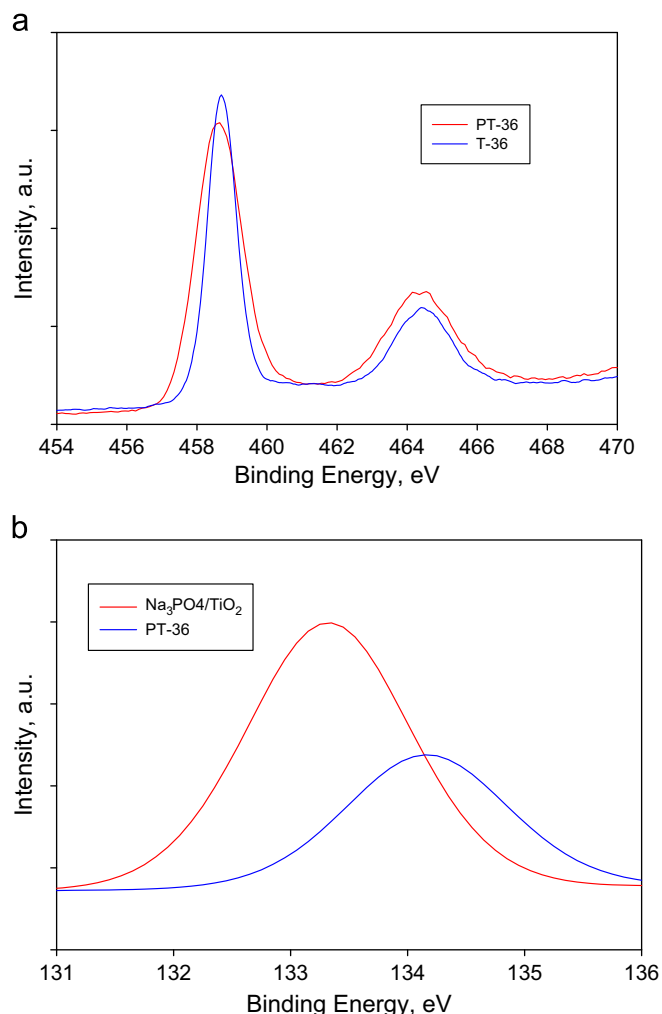 a
Intensity, a.u.
PT-36
T-36
454 456 458 460 462 464 466 468 470
Binding Energy, eV
b
Intensity, a.u.
Na₃PO4/TiO₂
PT-36
131 132 133 134 135 136
Binding Energy, eV